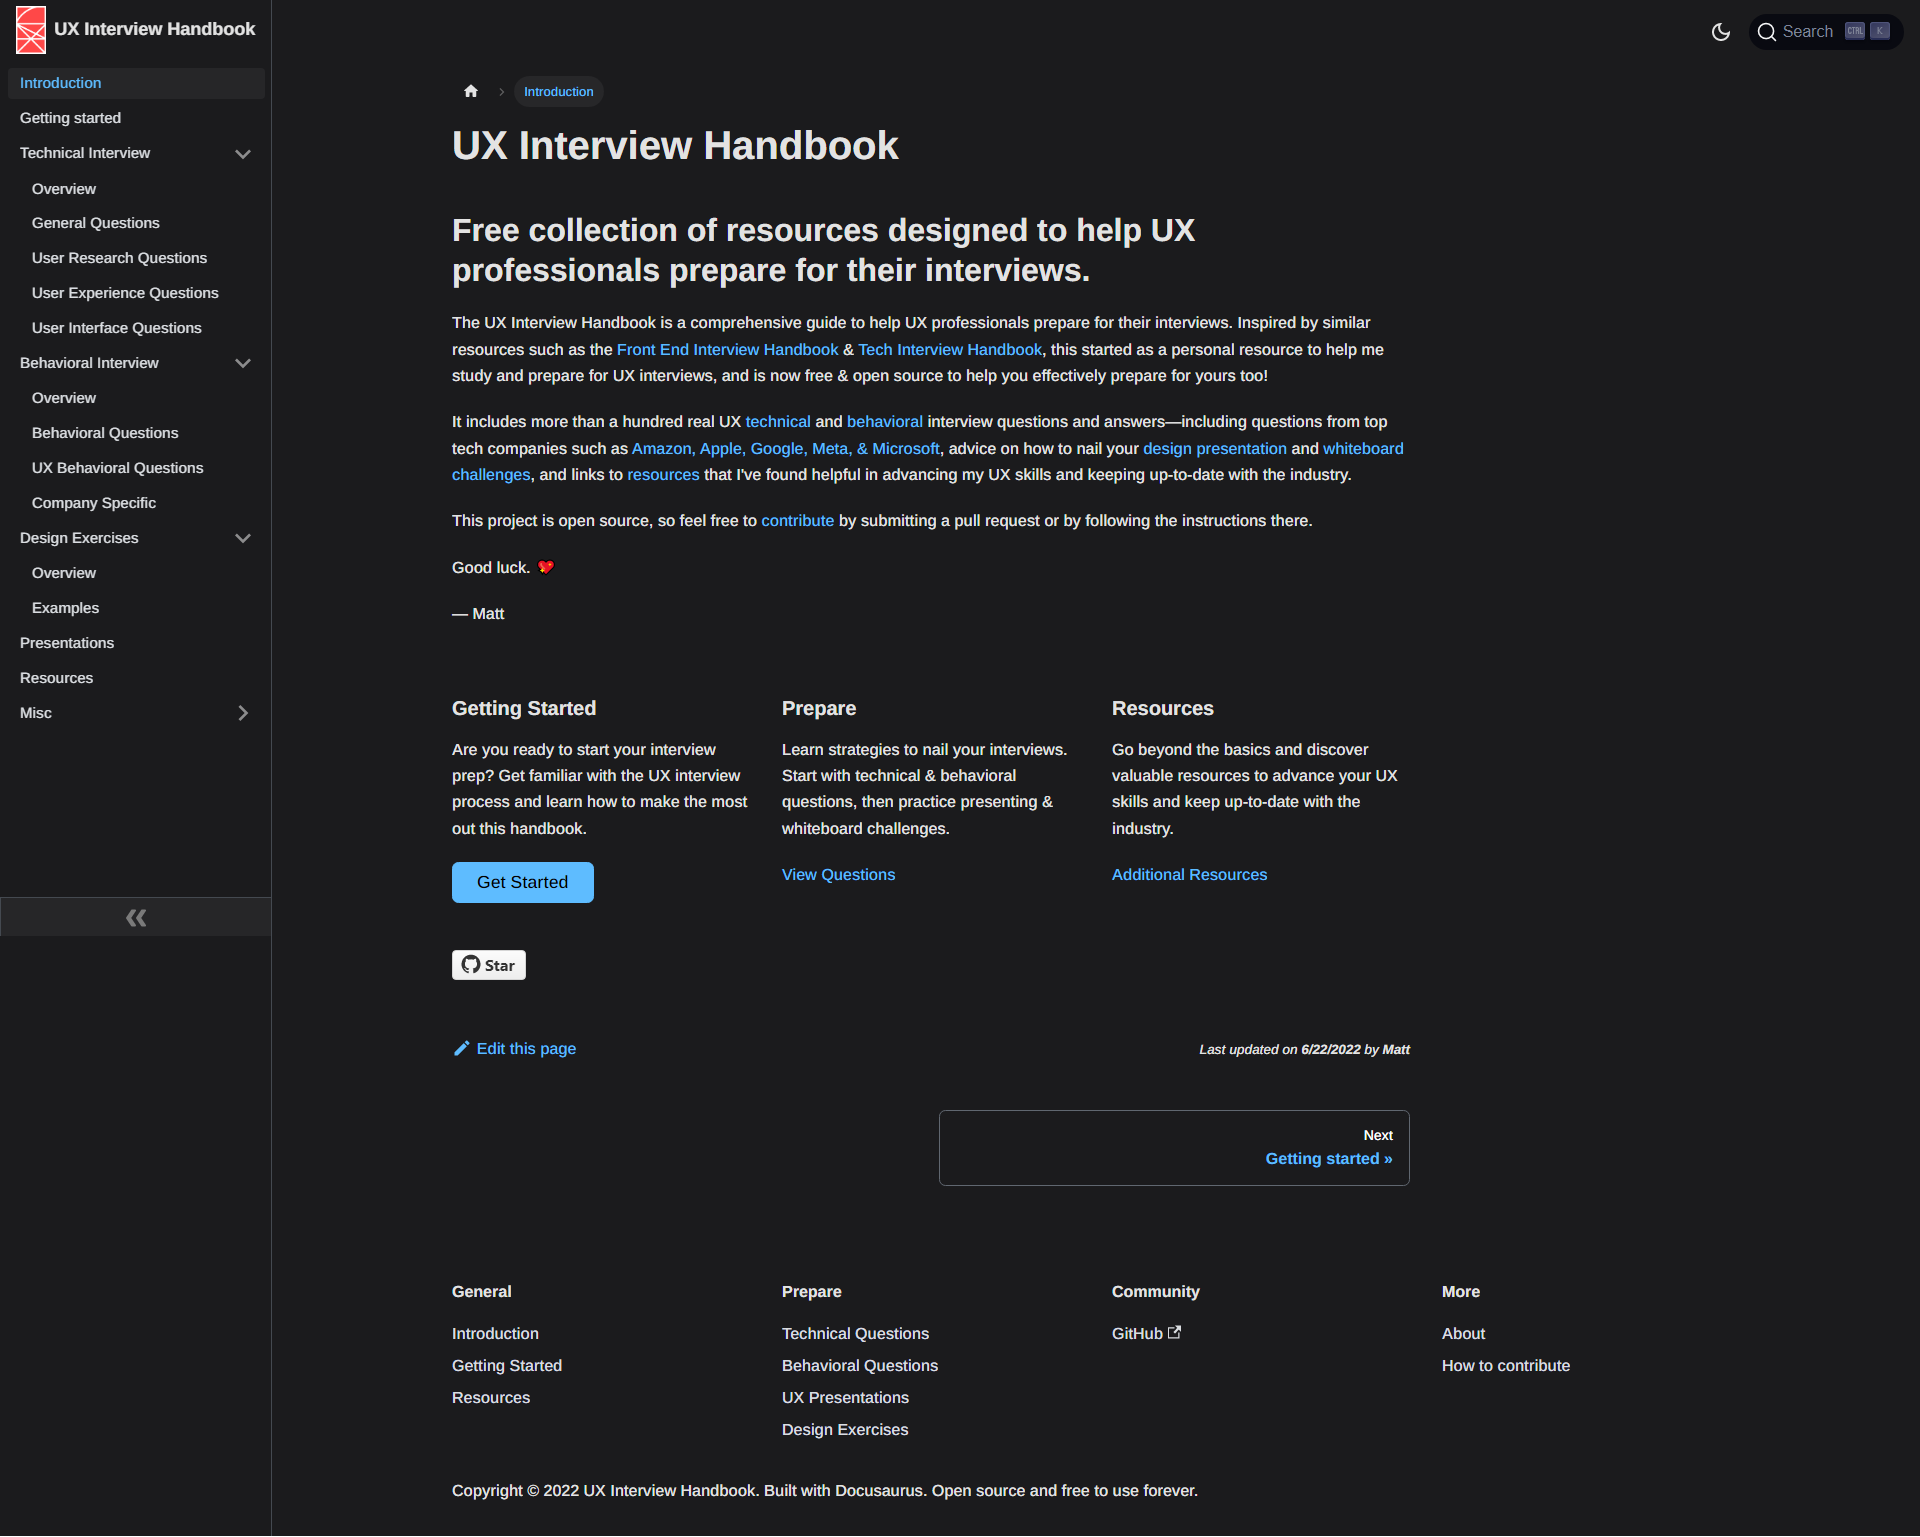 UX Interview Handbook
Introduction
Getting started
Technical Interview
Overview
General Questions
User Research Questions
User Experience Questions
User Interface Questions
Behavioral Interview
Overview
Behavioral Questions
UX Behavioral Questions
Company Specific
Design Exercises
Overview
Examples
Presentations
Resources
Misc
Search CTRL K
Introduction
UX Interview Handbook
Free collection of resources designed to help UX
professionals prepare for their interviews.
The UX Interview Handbook is a comprehensive guide to help UX professionals prepare for their interviews. Inspired by similar
resources such as the Front End Interview Handbook & Tech Interview Handbook, this started as a personal resource to help me
study and prepare for UX interviews, and is now free & open source to help you effectively prepare for yours too!
It includes more than a hundred real UX technical and behavioral interview questions and answers—including questions from top
tech companies such as Amazon, Apple, Google, Meta, & Microsoft, advice on how to nail your design presentation and whiteboard
challenges, and links to resources that I've found helpful in advancing my UX skills and keeping up-to-date with the industry.
This project is open source, so feel free to contribute by submitting a pull request or by following the instructions there.
Good luck. 💖
— Matt
Getting Started
Are you ready to start your interview
prep? Get familiar with the UX interview
process and learn how to make the most
out this handbook.
Get Started
Prepare
Learn strategies to nail your interviews.
Start with technical & behavioral
questions, then practice presenting &
whiteboard challenges.
View Questions
Resources
Go beyond the basics and discover
valuable resources to advance your UX
skills and keep up-to-date with the
industry.
Additional Resources
Star
Edit this page
Last updated on 6/22/2022 by Matt
Next
Getting started »
General
Introduction
Getting Started
Resources
Prepare
Technical Questions
Behavioral Questions
UX Presentations
Design Exercises
Community
GitHub
More
About
How to contribute
Copyright © 2022 UX Interview Handbook. Built with Docusaurus. Open source and free to use forever.